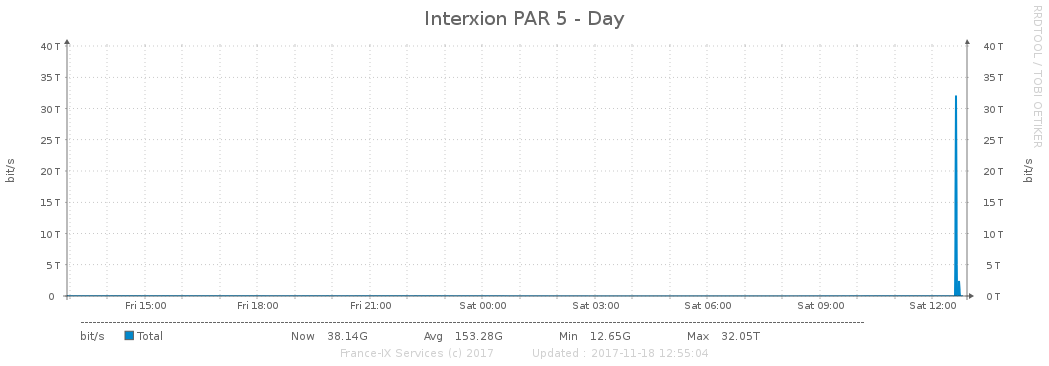 Interxion PAR 5 - Day
RRDTOOL / TOBI OETIKER
40 T 40 T
35 T 35 T
30 T 30 T
25 T 25 T
20 T 20 T
15 T 15 T
10 T 10 T
5 T 5 T
0 0 T
bit/s
bit/s
Fri 15:00 Fri 18:00 Fri 21:00 Sat 00:00 Sat 03:00 Sat 06:00 Sat 09:00 Sat 12:00
bit/s Total Now 38.14G Avg 153.28G Min 12.65G Max 32.05T
France-IX Services (c) 2017 Updated : 2017-11-18 12:55:04